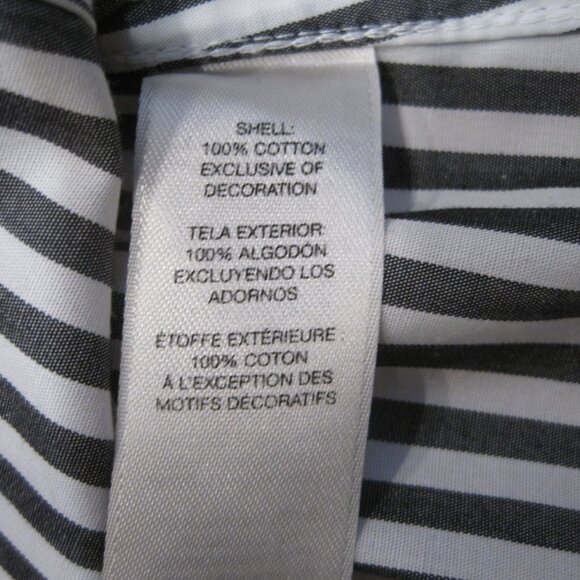 SHELL:
100% COTTON
EXCLUSIVE OF
DECORATION
TELA EXTERIOR:
100% ALGODÓN
EXCLUYENDO LOS
ADORNOS
ÉTOFFE EXTÉRIEURE :
100% COTON
À L'EXCEPTION DES
MOTIFS DÉCORATIFS